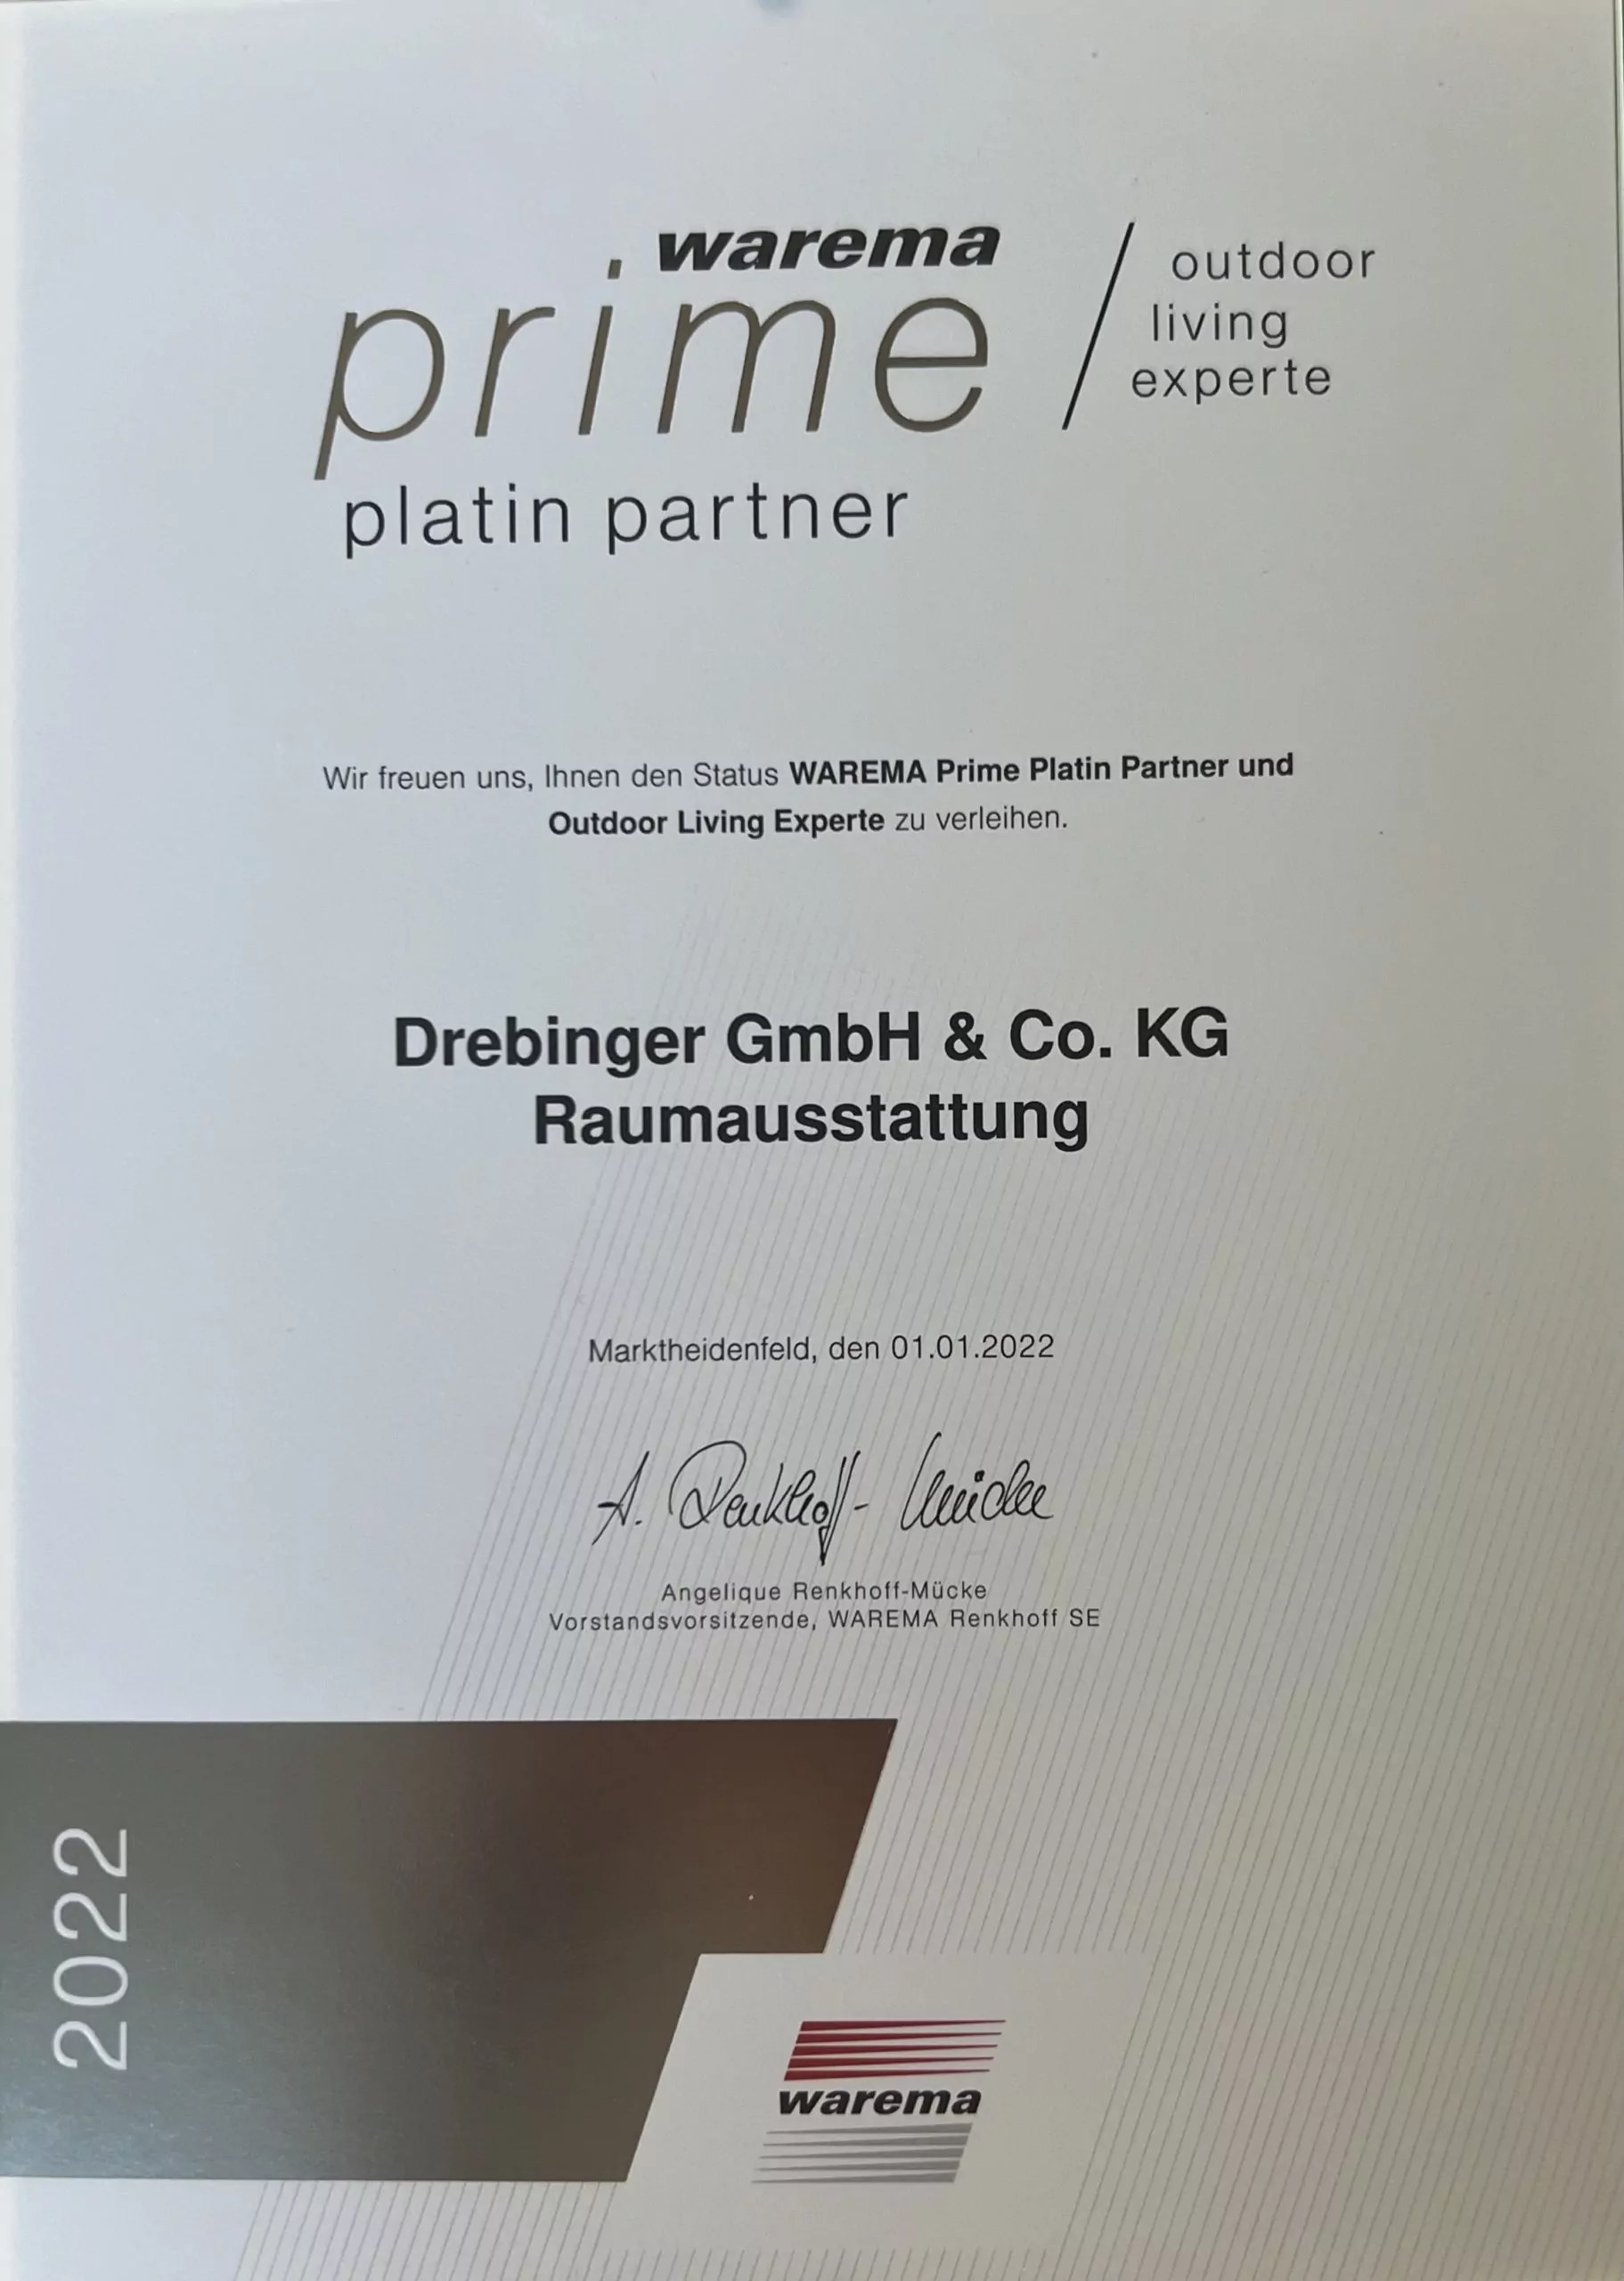 warema
prime
platin partner
outdoor
living
experte
Wir freuen uns, Ihnen den Status WAREMA Prime Platin Partner und
Outdoor Living Experte zu verleihen.
Drebinger GmbH & Co. KG
Raumausstattung
Marktheidenfeld, den 01.01.2022
A. Renkhoff-Mücke
Angelique Renkhoff-Mücke
Vorstandsvorsitzende, WAREMA Renkhoff SE
2022
warema